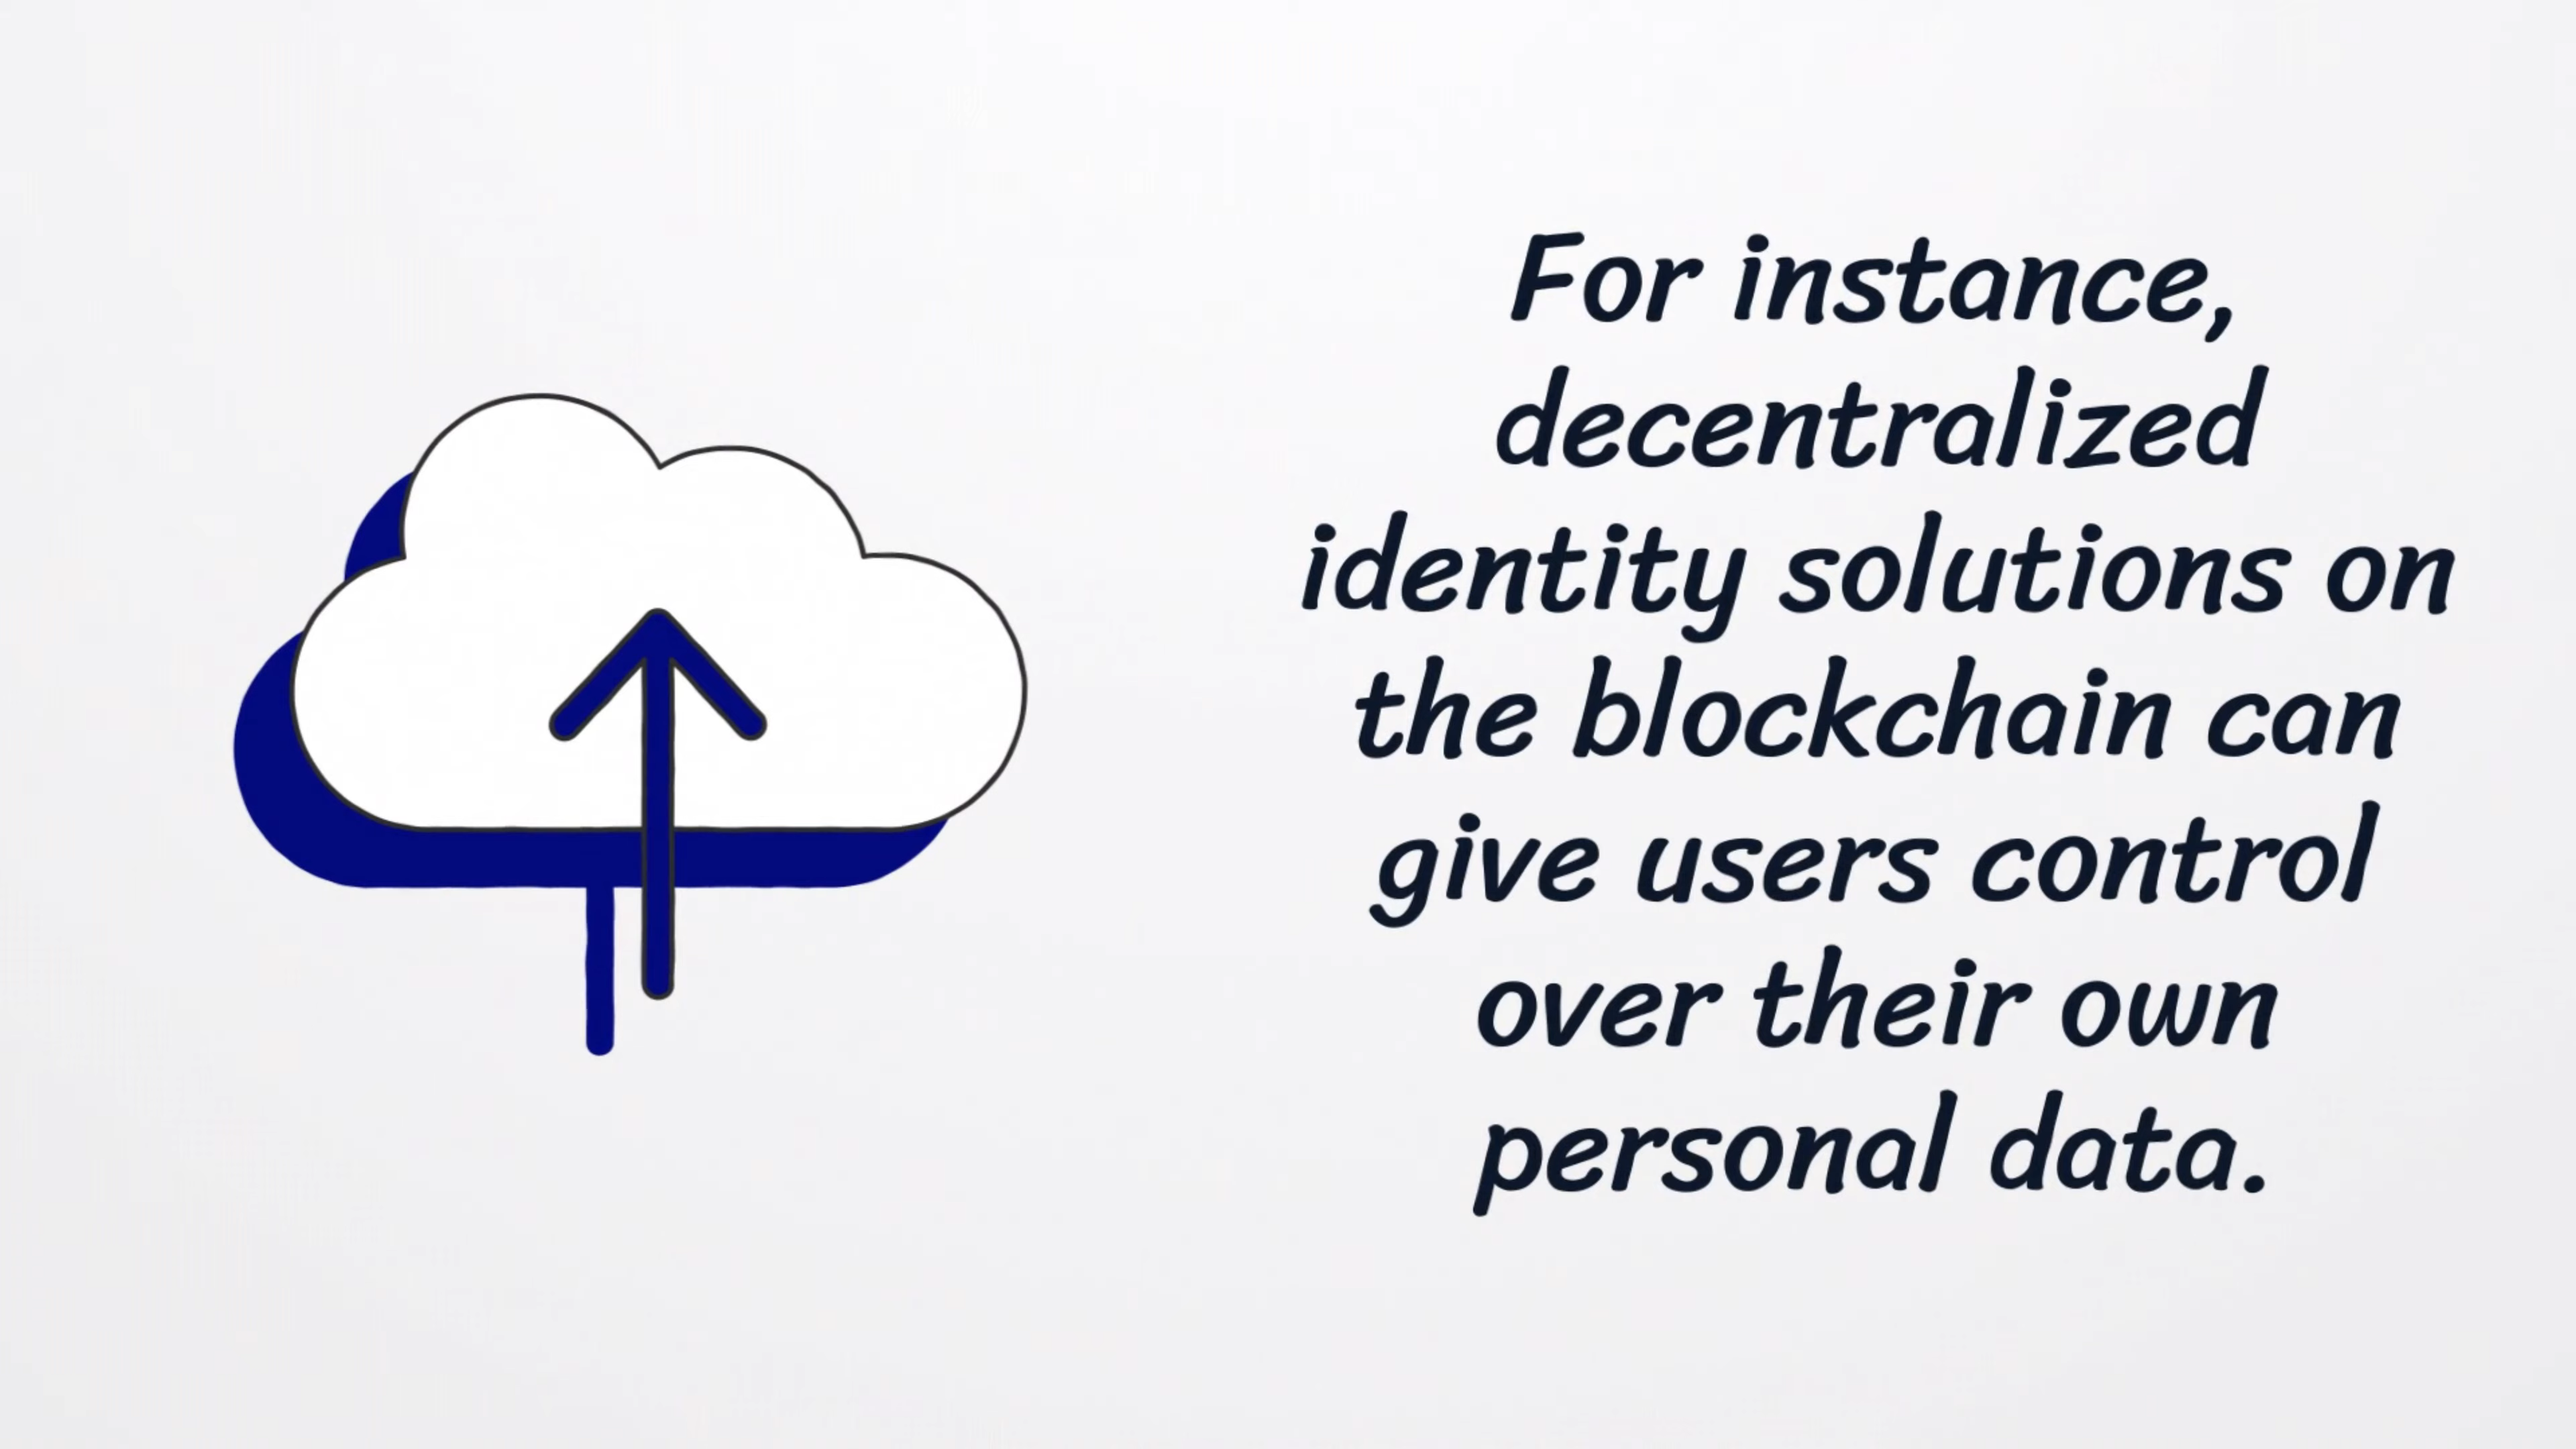 For instance,
decentralized
identity solutions on
the blockchain can
give users control
over their own
personal data.